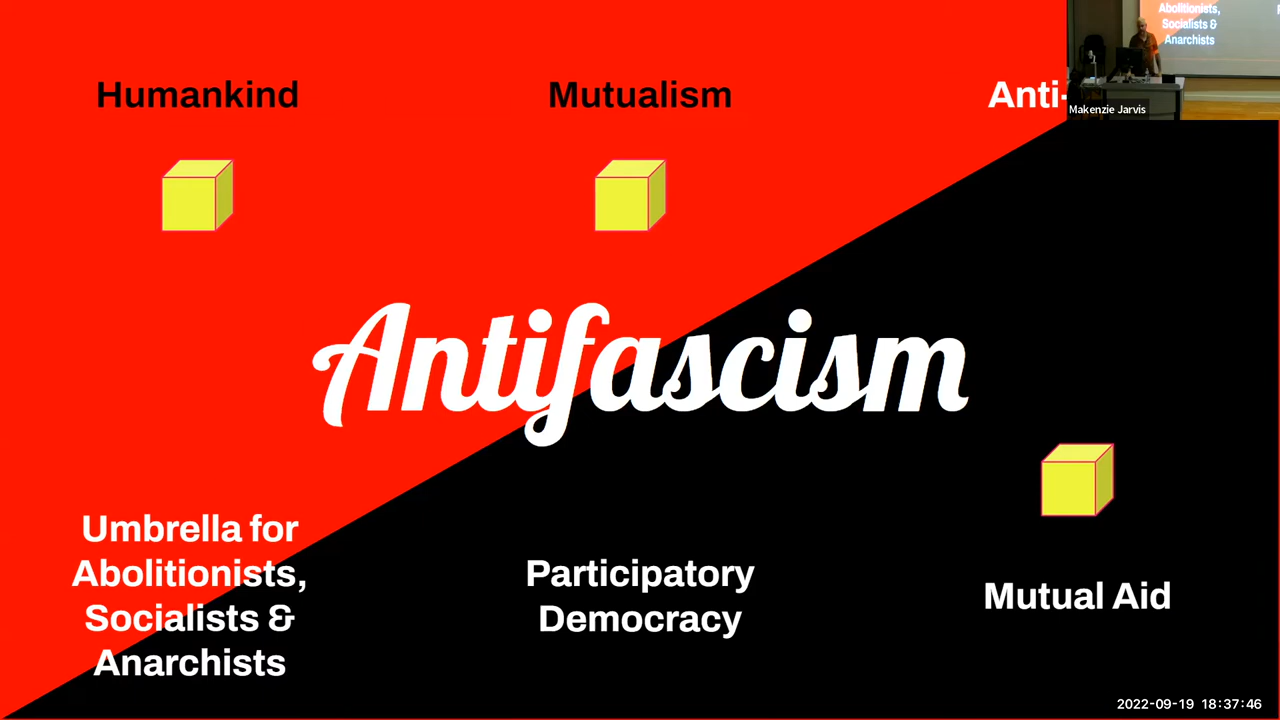 Humankind
Mutualism
Anti-
Abolitionists,
Socialists &
Anarchists
Makenzie Jarvis
Antifascism
Umbrella for
Abolitionists,
Socialists &
Anarchists
Participatory
Democracy
Mutual Aid
2022-09-19 18:37:46